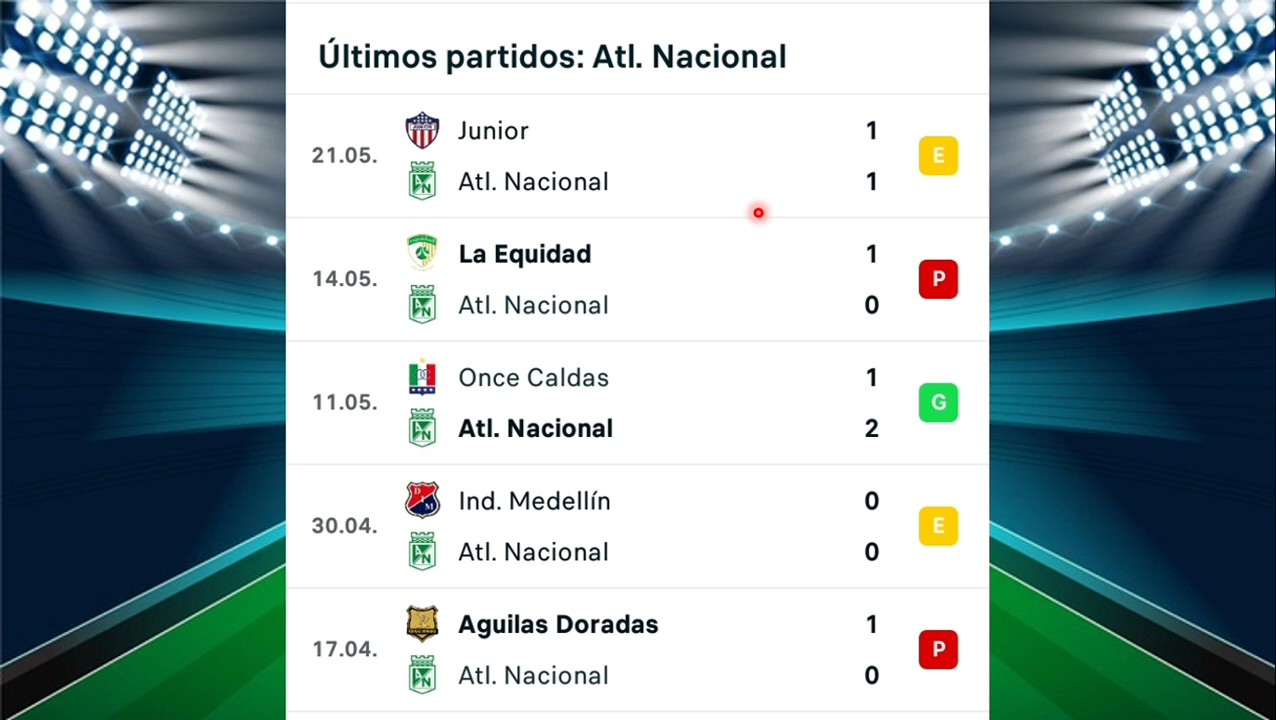 Últimos partidos: Atl. Nacional
21.05.
Junior 1
Atl. Nacional 1
E
14.05.
La Equidad 1
Atl. Nacional 0
P
11.05.
Once Caldas 1
Atl. Nacional 2
G
30.04.
Ind. Medellín 0
Atl. Nacional 0
E
17.04.
Aguilas Doradas 1
Atl. Nacional 0
P